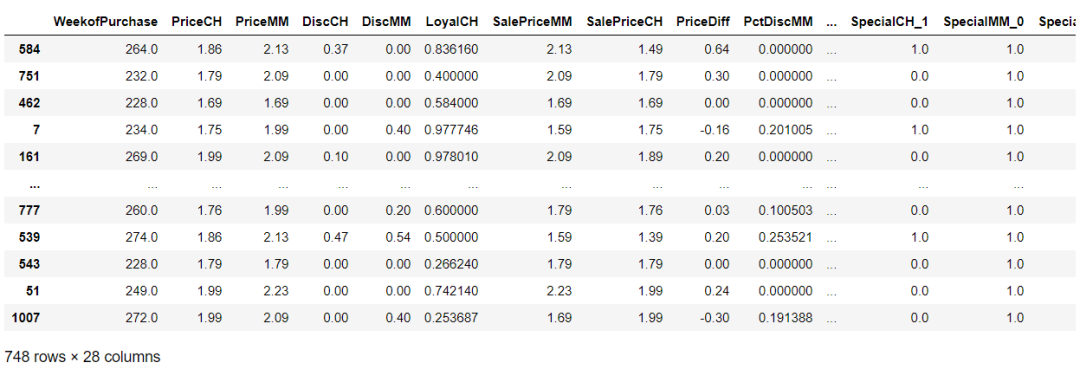 WeekofPurchase PriceCH PriceMM DiscCH DiscMM LoyalCH SalePriceMM SalePriceCH PriceDiff PctDiscMM ... SpecialCH_1 SpecialMM_0
584 264.0 1.86 2.13 0.37 0.00 0.836160 2.13 1.49 0.64 0.000000 ... 1.0 1.0
751 232.0 1.79 2.09 0.00 0.00 0.400000 2.09 1.79 0.30 0.000000 ... 0.0 1.0
462 228.0 1.69 1.69 0.00 0.00 0.584000 1.69 1.69 0.00 0.000000 ... 0.0 1.0
7 234.0 1.75 1.99 0.00 0.40 0.977746 1.59 1.75 -0.16 0.201005 ... 1.0 1.0
161 269.0 1.99 2.09 0.10 0.00 0.978010 2.09 1.89 0.20 0.000000 ... 0.0 1.0
... ... ... ... ... ... ... ... ... ... ... ... ... ...
777 260.0 1.76 1.99 0.00 0.20 0.600000 1.79 1.76 0.03 0.100503 ... 0.0 1.0
539 274.0 1.86 2.13 0.47 0.54 0.500000 1.59 1.39 0.20 0.253521 ... 1.0 1.0
543 228.0 1.79 1.79 0.00 0.00 0.266240 1.79 1.79 0.00 0.000000 ... 0.0 1.0
51 249.0 1.99 2.23 0.00 0.00 0.742140 2.23 1.99 0.24 0.000000 ... 0.0 1.0
1007 272.0 1.99 2.09 0.00 0.40 0.253687 1.69 1.99 -0.30 0.191388 ... 0.0 1.0
748 rows × 28 columns